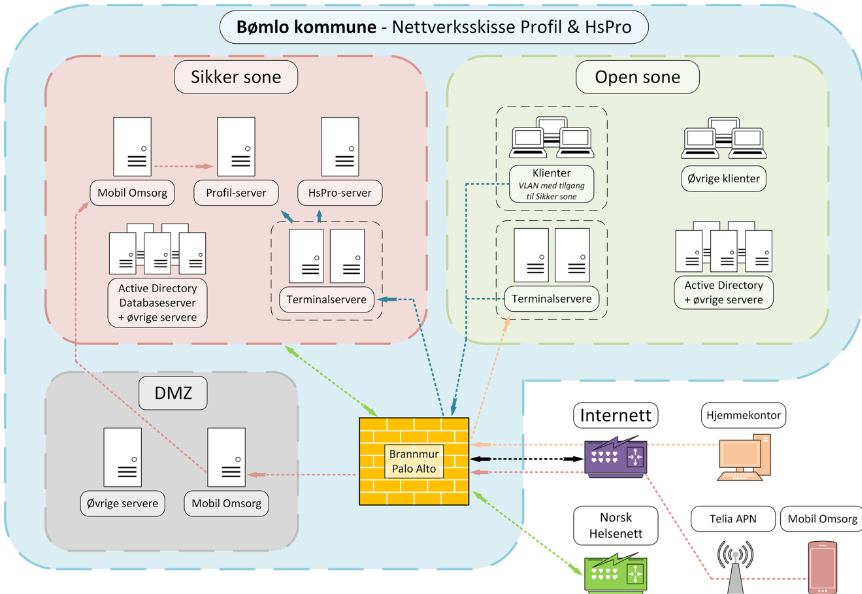 Bømlo kommune - Nettverksskisse Profil & HsPro
Sikker sone
Open sone
Mobil Omsorg
Profil-server
HsPro-server
Klienter
VLAN med tilgang
til Sikker sone
Øvrige klienter
Active Directory
Databaseserver
+ øvrige servere
Terminalservere
Terminalservere
Active Directory
+ øvrige servere
DMZ
Øvrige servere
Mobil Omsorg
Brannmur
Palo Alto
Internett
Hjemmekontor
Norsk
Helsenett
Telia APN
Mobil Omsorg